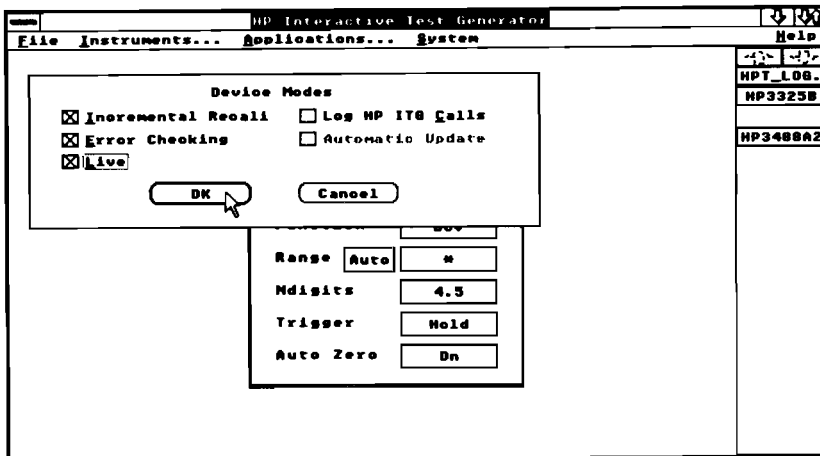 HP Interactive Test Generator
File Instruments... Applications... System Help
HPT_LOG.
HP3325B
HP3488A2
Device Modes
Incremental Recall Log HP ITG Calls
Error Checking Automatic Update
Live
OK Cancel
Range Auto *
Ndigits 4.5
Trigger Hold
Auto Zero On